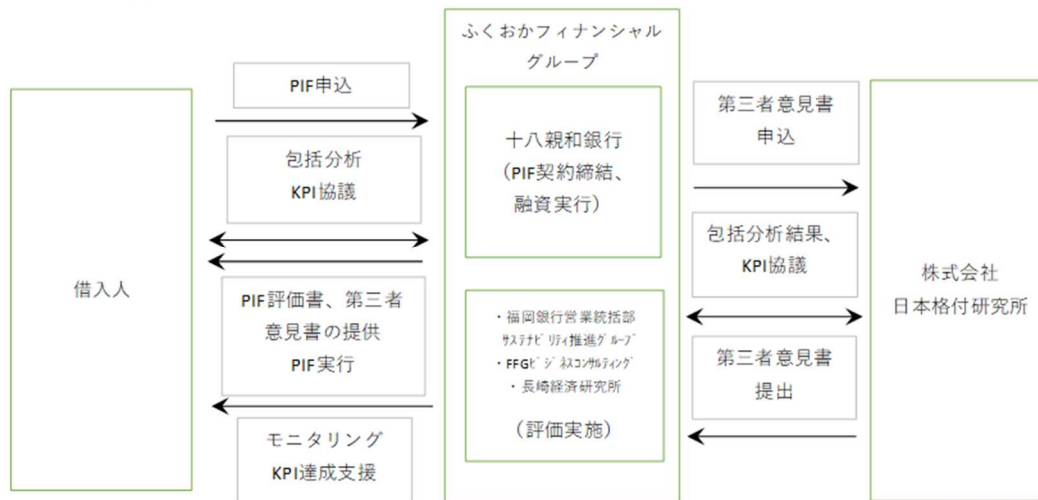 借入人
PIF申込
包括分析
KPI協議
PIF評価書、第三者
意見書の提供
PIF実行
モニタリング
KPI達成支援
ふくおかフィナンシャル
グループ
十八親和銀行
(PIF契約締結、
融資実行)
・福岡銀行営業統括部
ｻｽﾃﾅﾋﾞﾘﾃｨ推進ｸﾞﾙｰﾌﾟ
・FFGﾋﾞｼﾞﾈｽｺﾝｻﾙﾃｨﾝｸﾞ
・長崎経済研究所
(評価実施)
第三者意見書
申込
包括分析結果、
KPI協議
第三者意見書
提出
株式会社
日本格付研究所